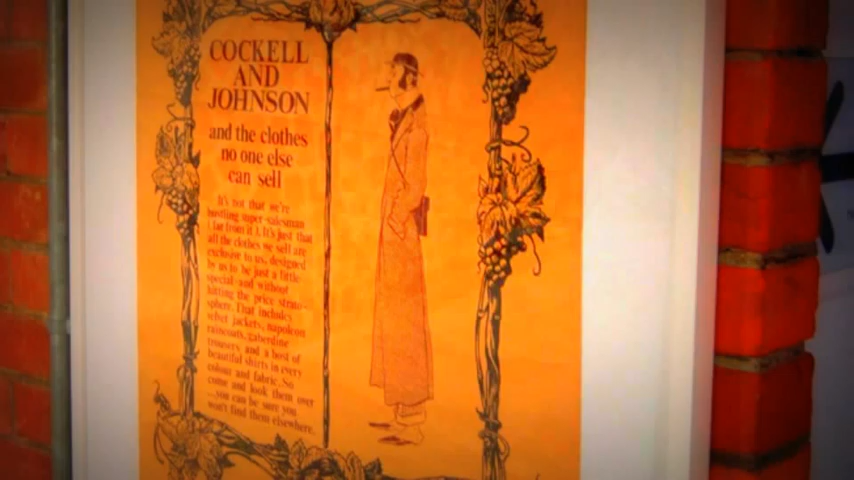 COCKELL
AND
JOHNSON
and the clothes
no one else
can sell
It's not that we're
hustling super-salesman
(far from it). It's just that
all the clothes we sell are
exclusive to us, designed
by us to be just a little
special and without
hitting the price strato-
sphere. That includes
velvet jackets, napoleon
raincoats, gaberdine
trousers and a host of
beautiful shirts in every
colour and fabric. So
come and look them over
...you can be sure you
won't find them elsewhere.